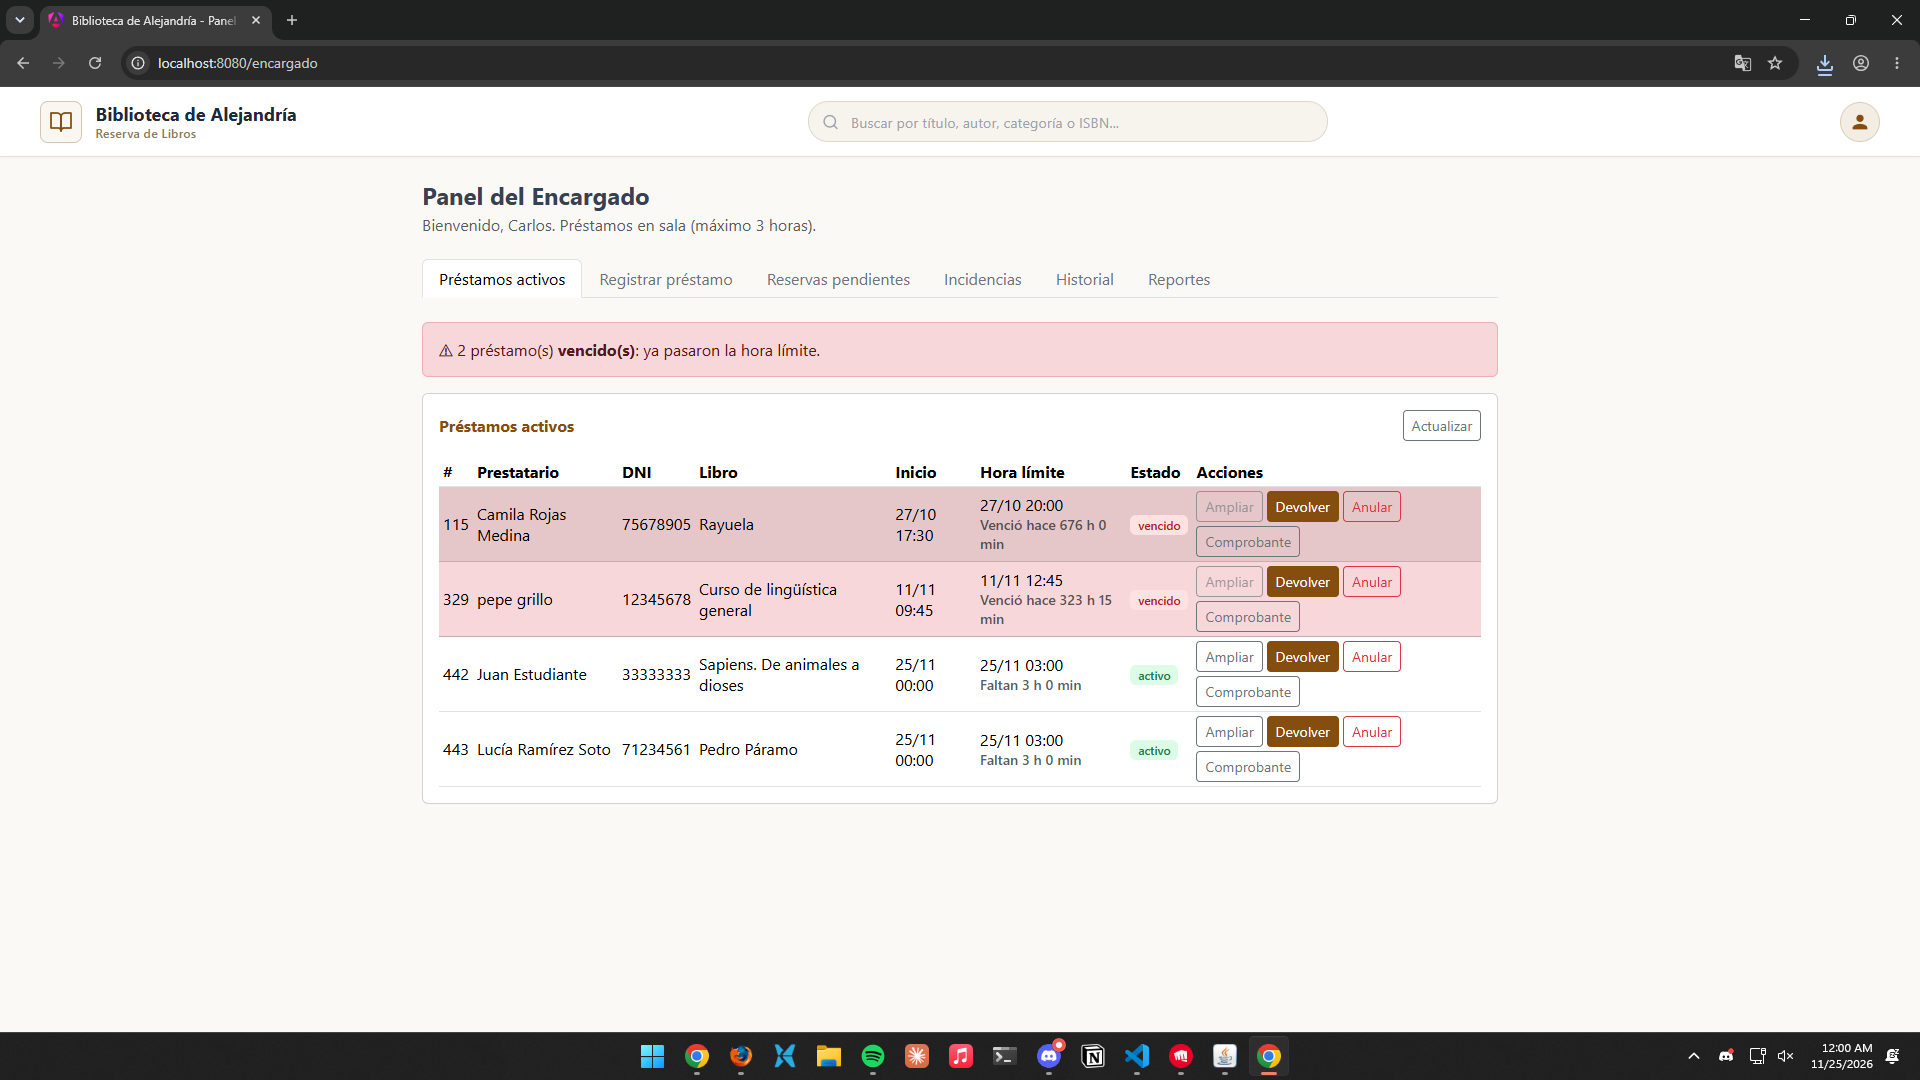 Biblioteca de Alejandría - Panel
localhost:8080/encargado
Biblioteca de Alejandría
Reserva de Libros
Buscar por título, autor, categoría o ISBN...
Panel del Encargado
Bienvenido, Carlos. Préstamos en sala (máximo 3 horas).
Préstamos activos Registrar préstamo Reservas pendientes Incidencias Historial Reportes
⚠ 2 préstamo(s) vencido(s): ya pasaron la hora límite.
Préstamos activos
Actualizar
# Prestatario DNI Libro Inicio Hora límite Estado Acciones
115 Camila Rojas Medina 75678905 Rayuela 27/10 17:30 27/10 20:00 Venció hace 676 h 0 min vencido Ampliar Devolver Anular Comprobante
329 pepe grillo 12345678 Curso de lingüística general 11/11 09:45 11/11 12:45 Venció hace 323 h 15 min vencido Ampliar Devolver Anular Comprobante
442 Juan Estudiante 33333333 Sapiens. De animales a dioses 25/11 00:00 25/11 03:00 Faltan 3 h 0 min activo Ampliar Devolver Anular Comprobante
443 Lucía Ramírez Soto 71234561 Pedro Páramo 25/11 00:00 25/11 03:00 Faltan 3 h 0 min activo Ampliar Devolver Anular Comprobante
12:00 AM
11/25/2026